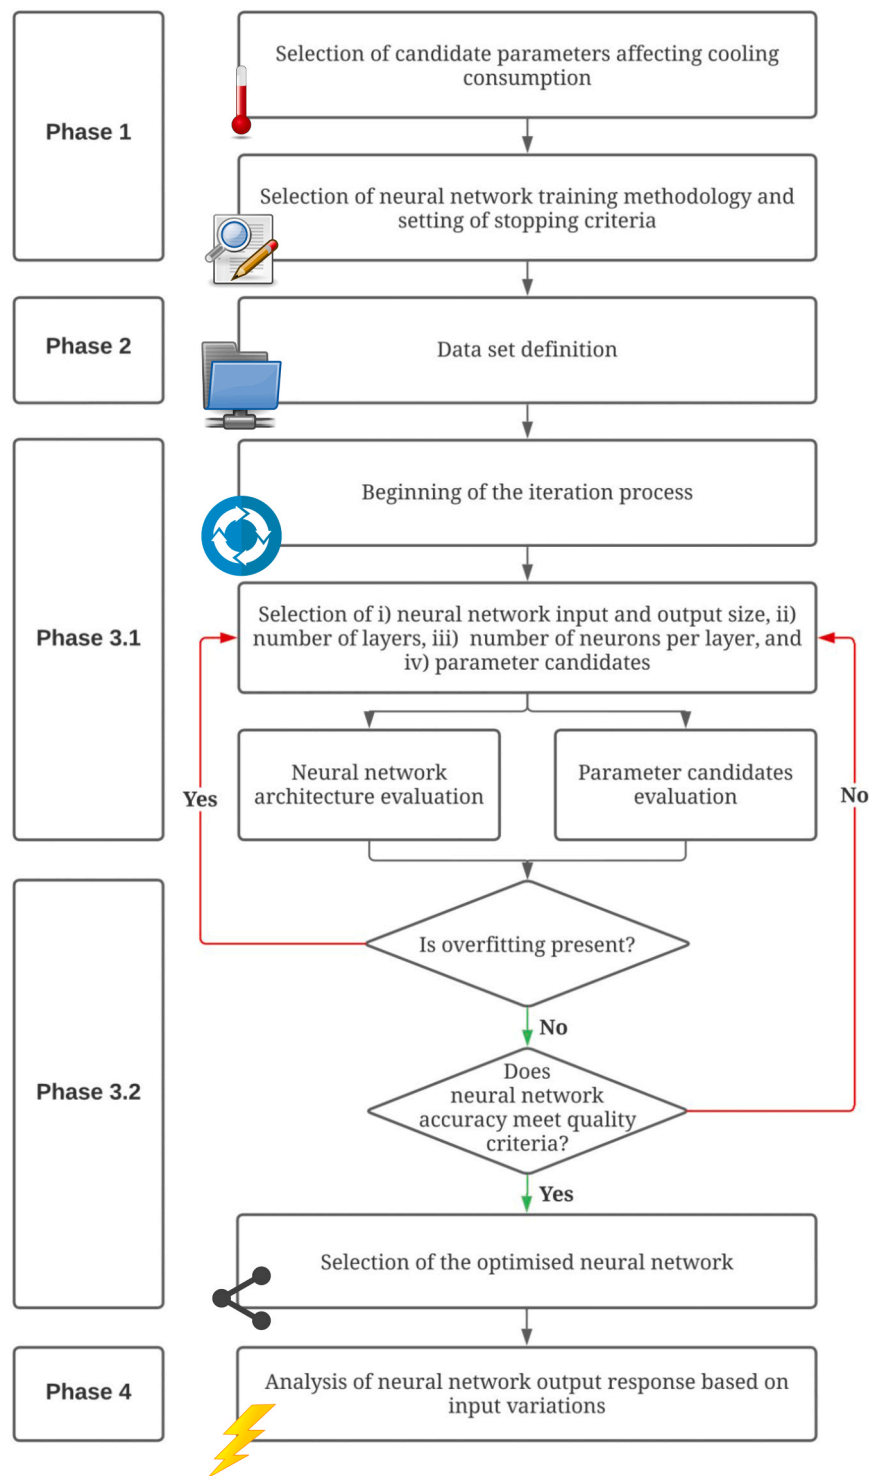 Phase 1
Selection of candidate parameters affecting cooling
consumption
Selection of neural network training methodology and
setting of stopping criteria
Phase 2
Data set definition
Phase 3.1
Beginning of the iteration process
Selection of i) neural network input and output size, ii)
number of layers, iii) number of neurons per layer, and
iv) parameter candidates
Neural network
architecture evaluation
Parameter candidates
evaluation
Yes
No
Phase 3.2
Is overfitting present?
No
Does
neural network
accuracy meet quality
criteria?
Yes
Selection of the optimised neural network
Phase 4
Analysis of neural network output response based on
input variations